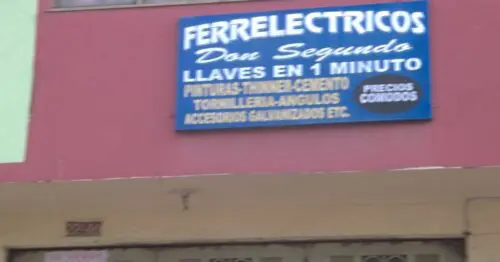 FERRELECTRICOS
Don Segundo
LLAVES EN 1 MINUTO
PINTURAS-THINNER-CEMENTO
TORNILLERIA-ANGULOS
ACCESORIOS GALVANIZADOS ETC.
PRECIOS
COMODOS